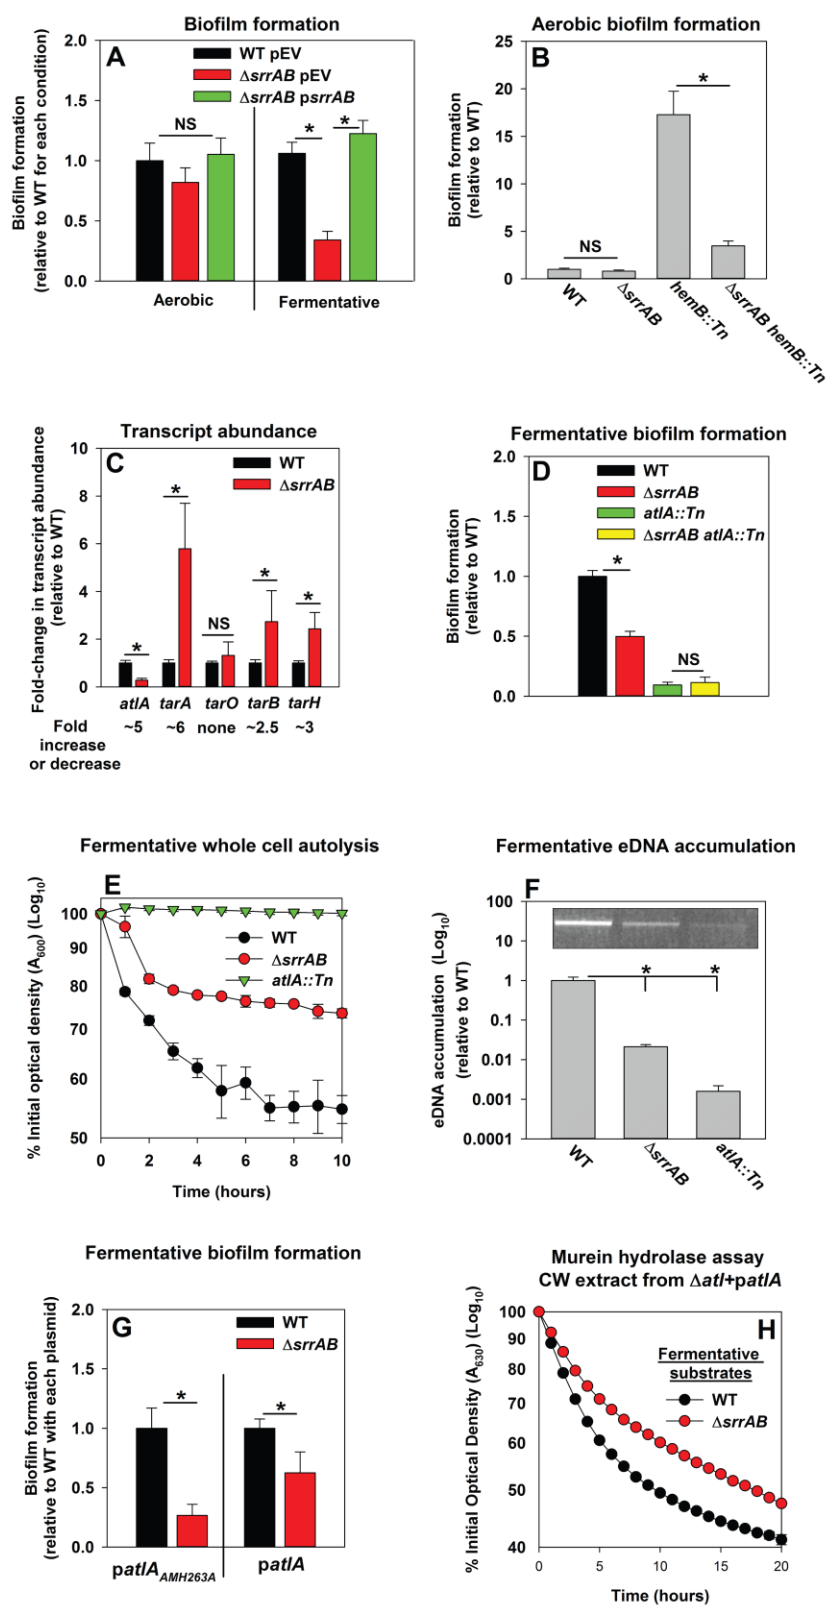 Biofilm formation
A
WT pEV
ΔsrrAB pEV
ΔsrrAB psrrAB
Biofilm formation
(relative to WT for each condition)
2.0
1.5
1.0
0.5
0.0
NS
*
*
Aerobic
Fermentative
Aerobic biofilm formation
B
Biofilm formation
(relative to WT)
25
20
15
10
5
0
NS
*
WT
ΔsrrAB
hemB::Tn
ΔsrrAB hemB::Tn
Transcript abundance
C
WT
ΔsrrAB
Fold-change in transcript abundance
(relative to WT)
10
8
6
4
2
0
*
*
NS
*
*
atlA tarA tarO tarB tarH
Fold ~5 ~6 none ~2.5 ~3
increase
or decrease
Fermentative biofilm formation
D
WT
ΔsrrAB
atlA::Tn
ΔsrrAB atlA::Tn
Biofilm formation
(relative to WT)
2.0
1.5
1.0
0.5
0.0
*
NS
Fermentative whole cell autolysis
E
WT
ΔsrrAB
atlA::Tn
% Initial optical density (A600) (Log10)
100
90
80
70
60
50
0 2 4 6 8 10
Time (hours)
Fermentative eDNA accumulation
F
eDNA accumulation (Log10)
(relative to WT)
100
10
1
0.1
0.01
0.001
0.0001
*
*
WT
ΔsrrAB
atlA::Tn
Fermentative biofilm formation
G
WT
ΔsrrAB
Biofilm formation
(relative to WT with each plasmid)
2.0
1.5
1.0
0.5
0.0
*
*
patlAAMH263A
patlA
Murein hydrolase assay
CW extract from Δatl+patlA
H
Fermentative
substrates
WT
ΔsrrAB
% Initial Optical Density (A630) (Log10)
100
90
80
70
60
50
40
0 5 10 15 20
Time (hours)